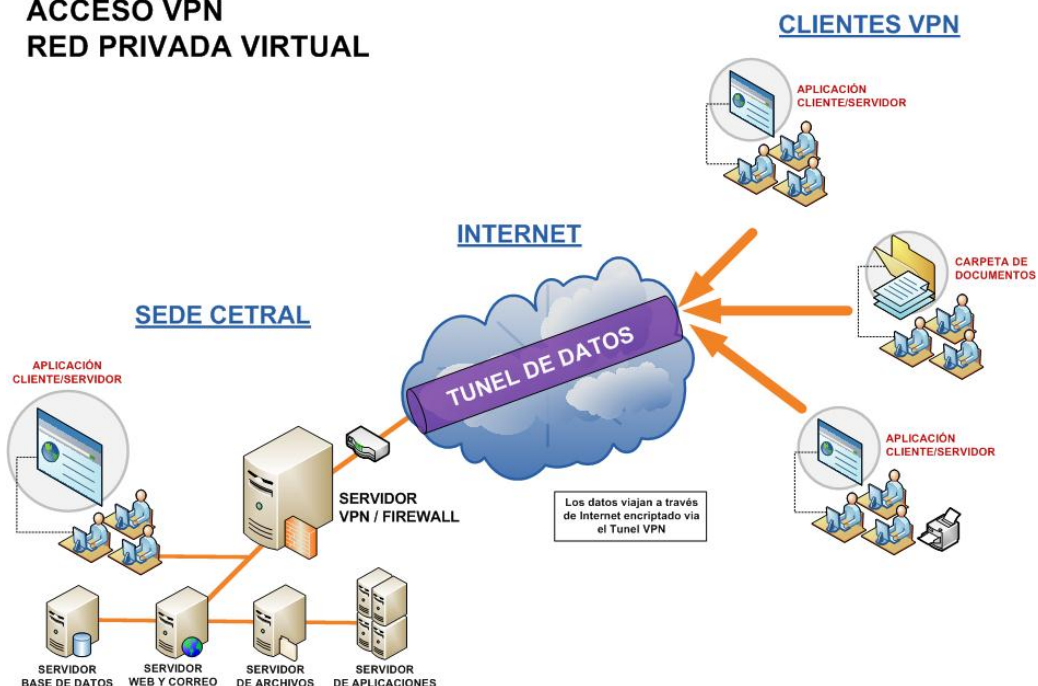 ACCESO VPN
RED PRIVADA VIRTUAL
CLIENTES VPN
APLICACIÓN
CLIENTE/SERVIDOR
INTERNET
CARPETA DE
DOCUMENTOS
SEDE CETRAL
TUNEL DE DATOS
APLICACIÓN
CLIENTE/SERVIDOR
APLICACIÓN
CLIENTE/SERVIDOR
SERVIDOR
VPN / FIREWALL
Los datos viajan a través
de Internet encriptado via
el Tunel VPN
SERVIDOR
BASE DE DATOS
SERVIDOR
WEB Y CORREO
SERVIDOR
DE ARCHIVOS
SERVIDOR
DE APLICACIONES